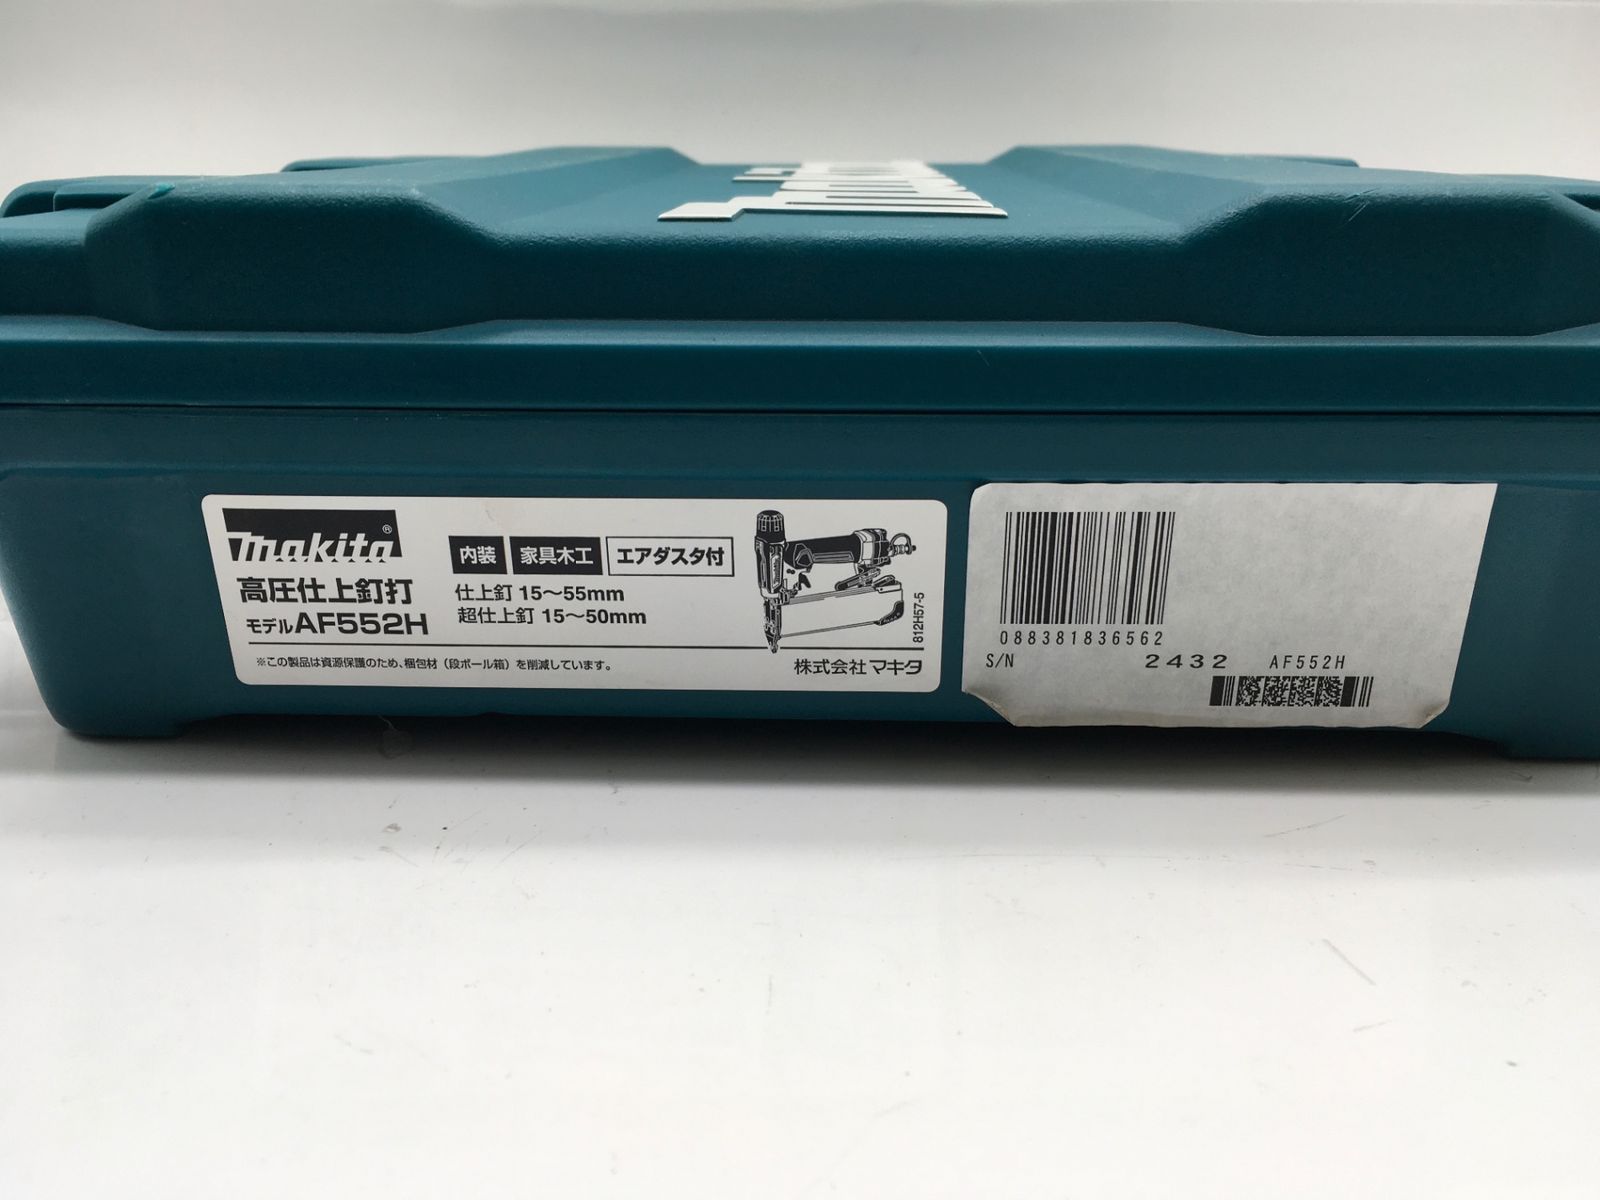 makita
makita®
高圧仕上釘打
モデルAF552H
内装 家具木工 エアダスタ付
仕上釘 15～55mm
超仕上釘 15～50mm
812H57-5
※この製品は資源保護のため、梱包材（段ボール箱）を削減しています。
株式会社マキタ
088381836562
S/N 2432 AF552H